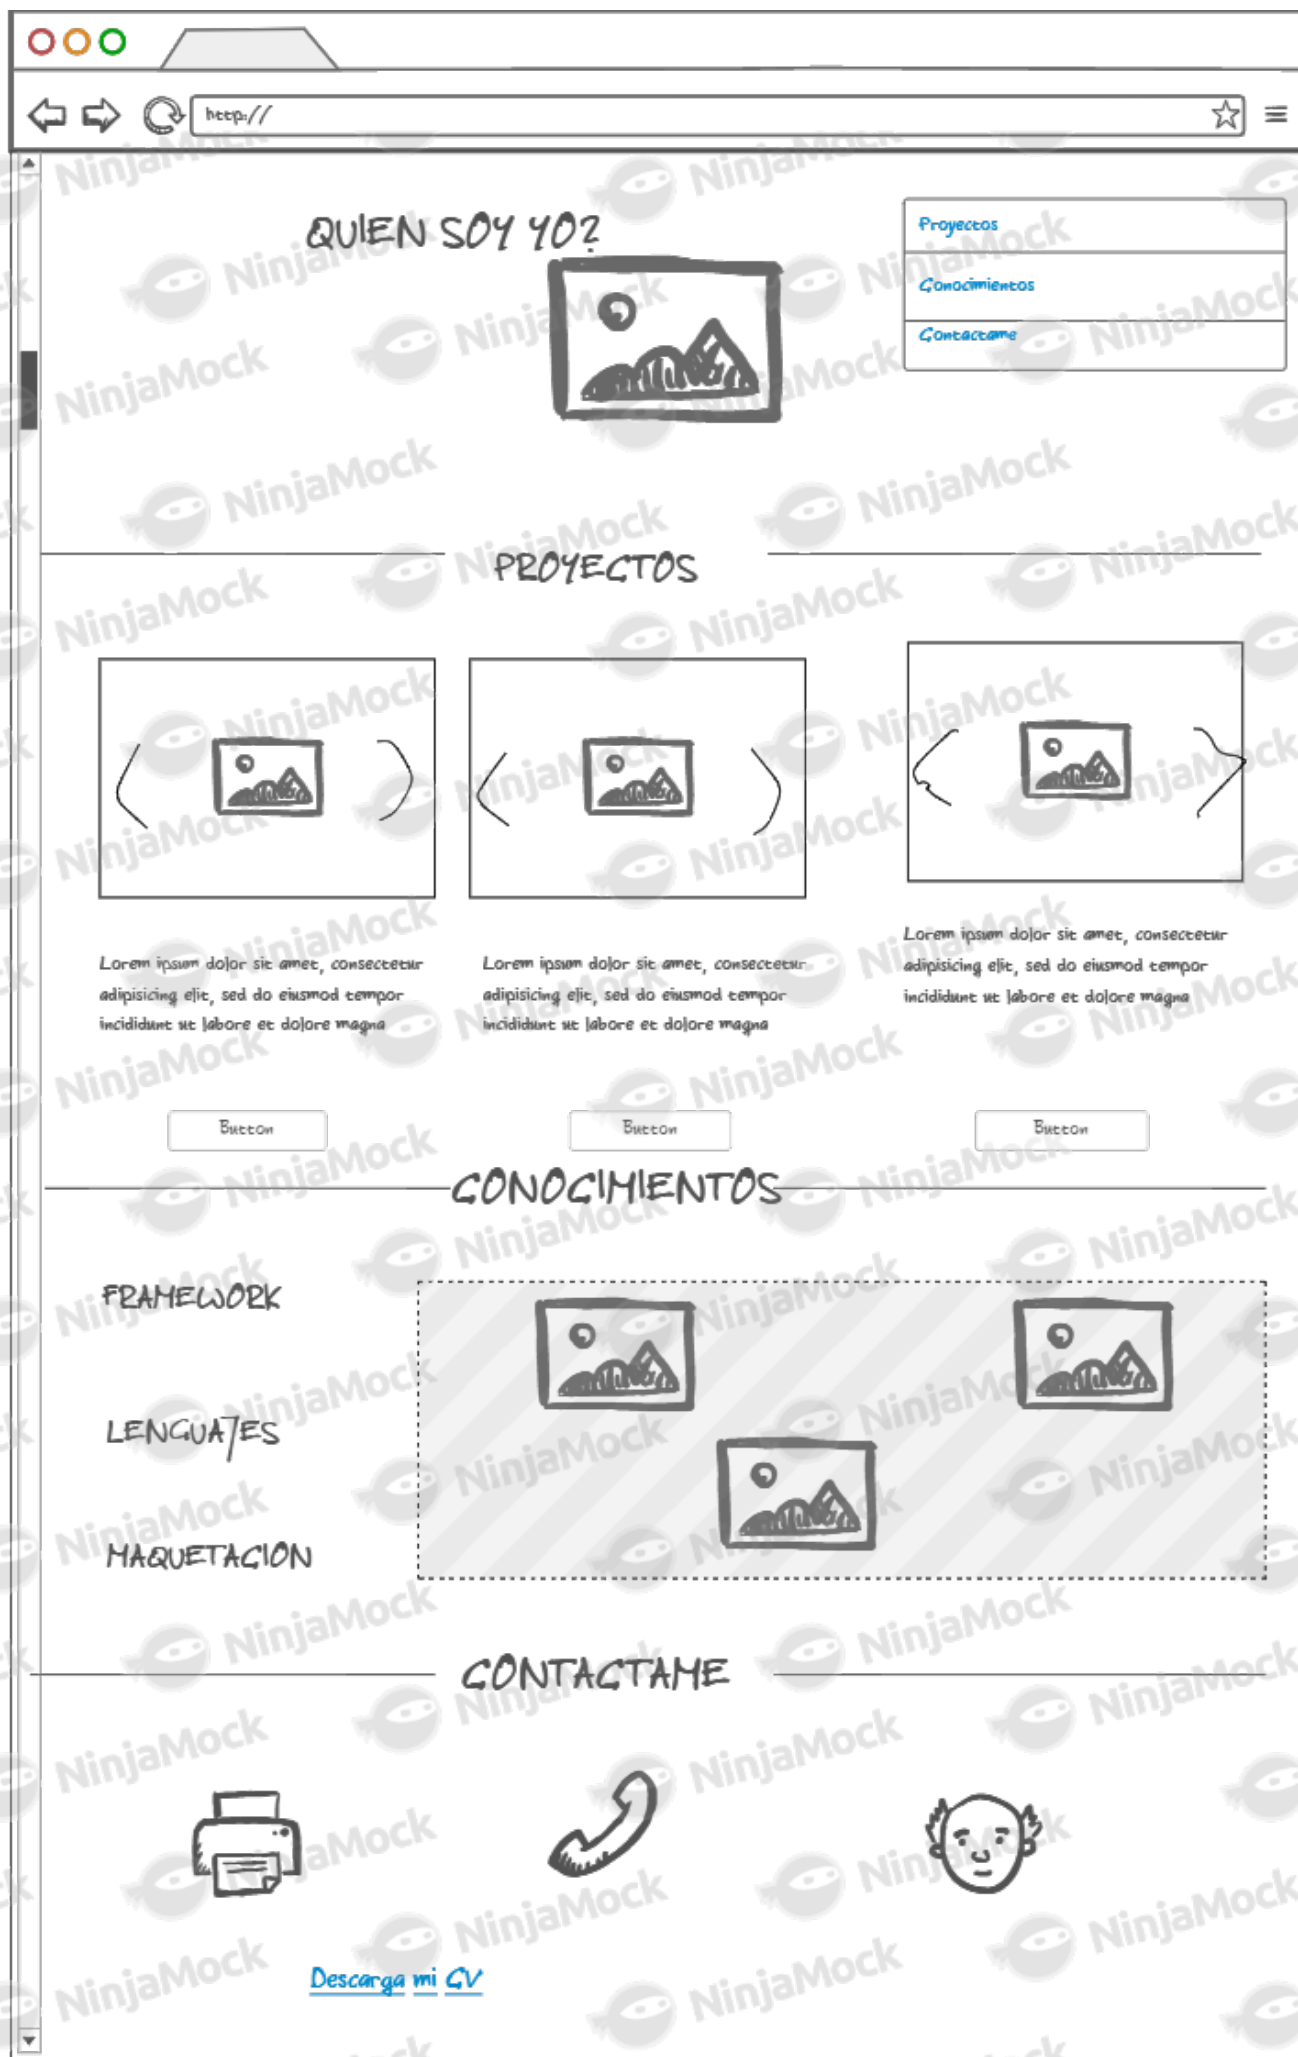 http://
QUIEN SOY YO?
Proyectos
Conocimientos
Contactame
PROYECTOS
Lorem ipsum dolor sit amet, consectetur
adipisicing elit, sed do eiusmod tempor
incididunt ut labore et dolore magna
Lorem ipsum dolor sit amet, consectetur
adipisicing elit, sed do eiusmod tempor
incididunt ut labore et dolore magna
Lorem ipsum dolor sit amet, consectetur
adipisicing elit, sed do eiusmod tempor
incididunt ut labore et dolore magna
Button
Button
Button
CONOCIMIENTOS
FRAMEWORK
LENGUAJES
MAQUETACION
CONTACTAME
Descarga mi CV
NinjaMock